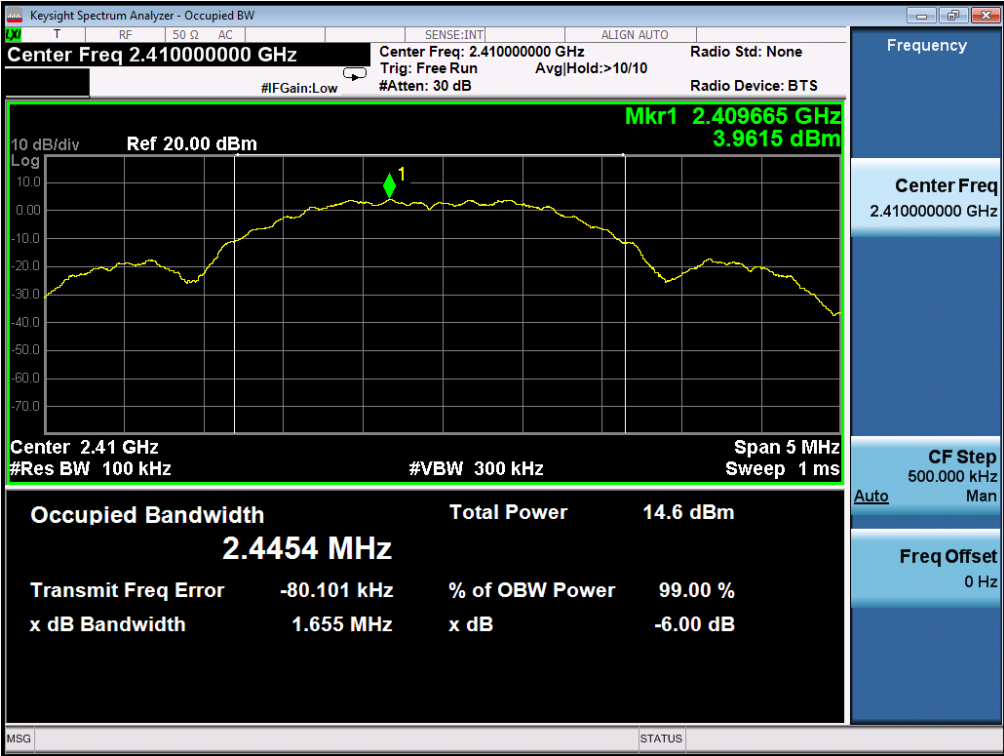 Keysight Spectrum Analyzer - Occupied BW
LXI T RF 50 Ω AC SENSE:INT ALIGN AUTO
Center Freq 2.410000000 GHz
Center Freq: 2.410000000 GHz Radio Std: None
Trig: Free Run Avg|Hold:>10/10
#IFGain:Low #Atten: 30 dB Radio Device: BTS
Mkr1 2.409665 GHz
3.9615 dBm
10 dB/div Ref 20.00 dBm
Log
1
10.0
0.00
-10.0
-20.0
-30.0
-40.0
-50.0
-60.0
-70.0
Center 2.41 GHz Span 5 MHz
#Res BW 100 kHz #VBW 300 kHz Sweep 1 ms
Occupied Bandwidth Total Power 14.6 dBm
2.4454 MHz
Transmit Freq Error -80.101 kHz % of OBW Power 99.00 %
x dB Bandwidth 1.655 MHz x dB -6.00 dB
MSG STATUS
Frequency
Center Freq
2.410000000 GHz
CF Step
500.000 kHz
Auto Man
Freq Offset
0 Hz